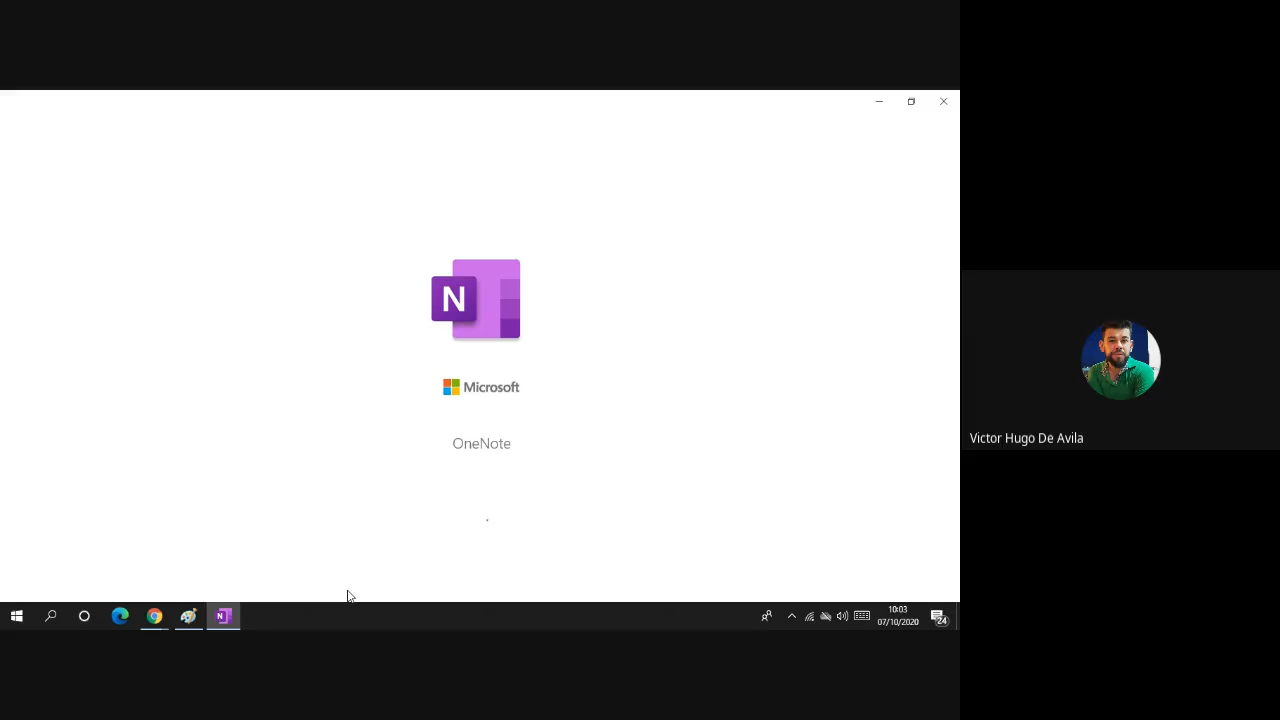 N
Microsoft
OneNote
Victor Hugo De Avila
N
10:03
07/10/2020
24